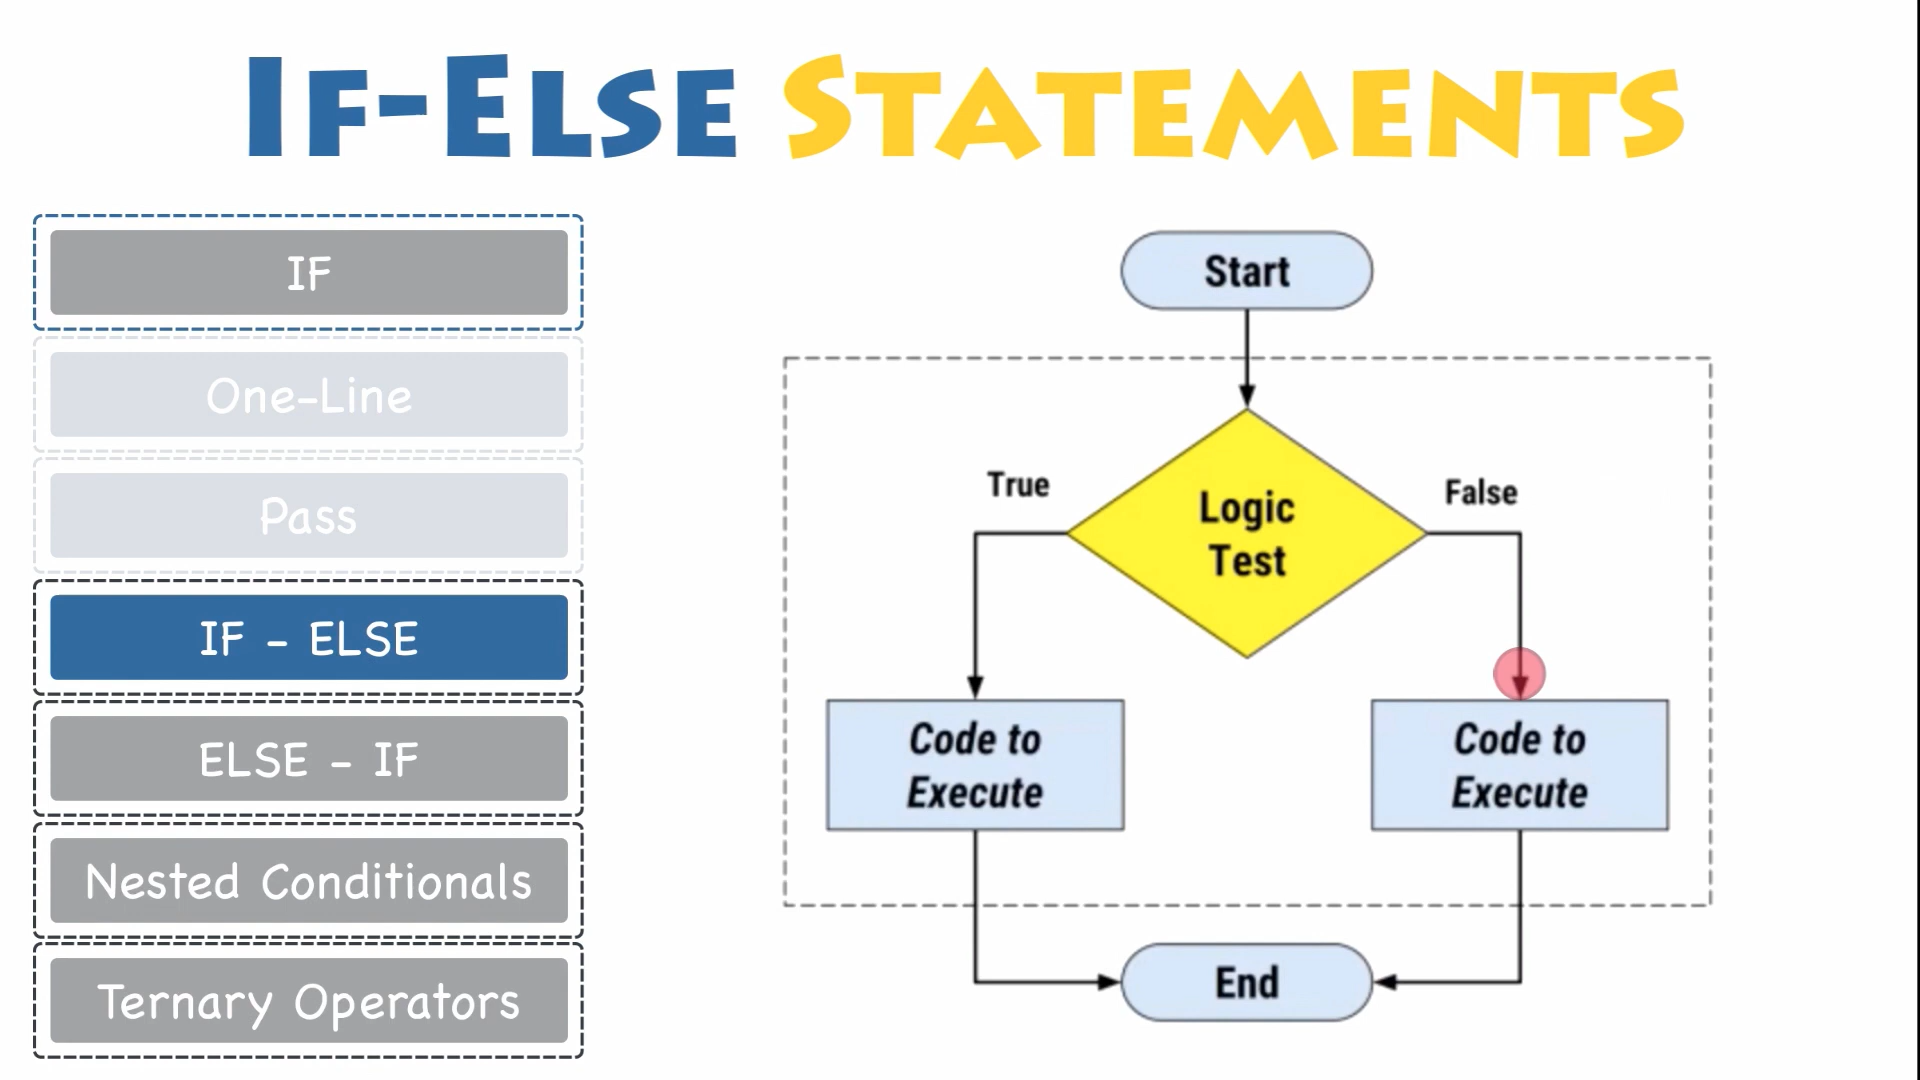 If-Else Statements
IF
One-Line
Pass
IF - ELSE
ELSE - IF
Nested Conditionals
Ternary Operators
Start
True
False
Logic
Test
Code to
Execute
Code to
Execute
End